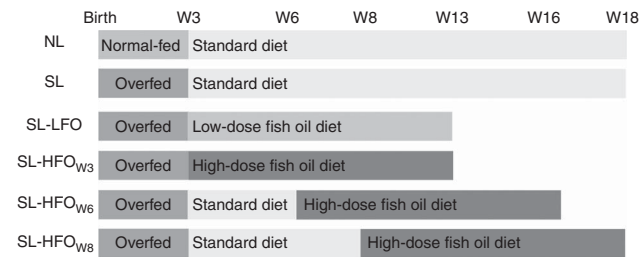 Birth W3 W6 W8 W13 W16 W18
NL Normal-fed Standard diet
SL Overfed Standard diet
SL-LFO Overfed Low-dose fish oil diet
SL-HFOW3 Overfed High-dose fish oil diet
SL-HFOW6 Overfed Standard diet High-dose fish oil diet
SL-HFOW8 Overfed Standard diet High-dose fish oil diet